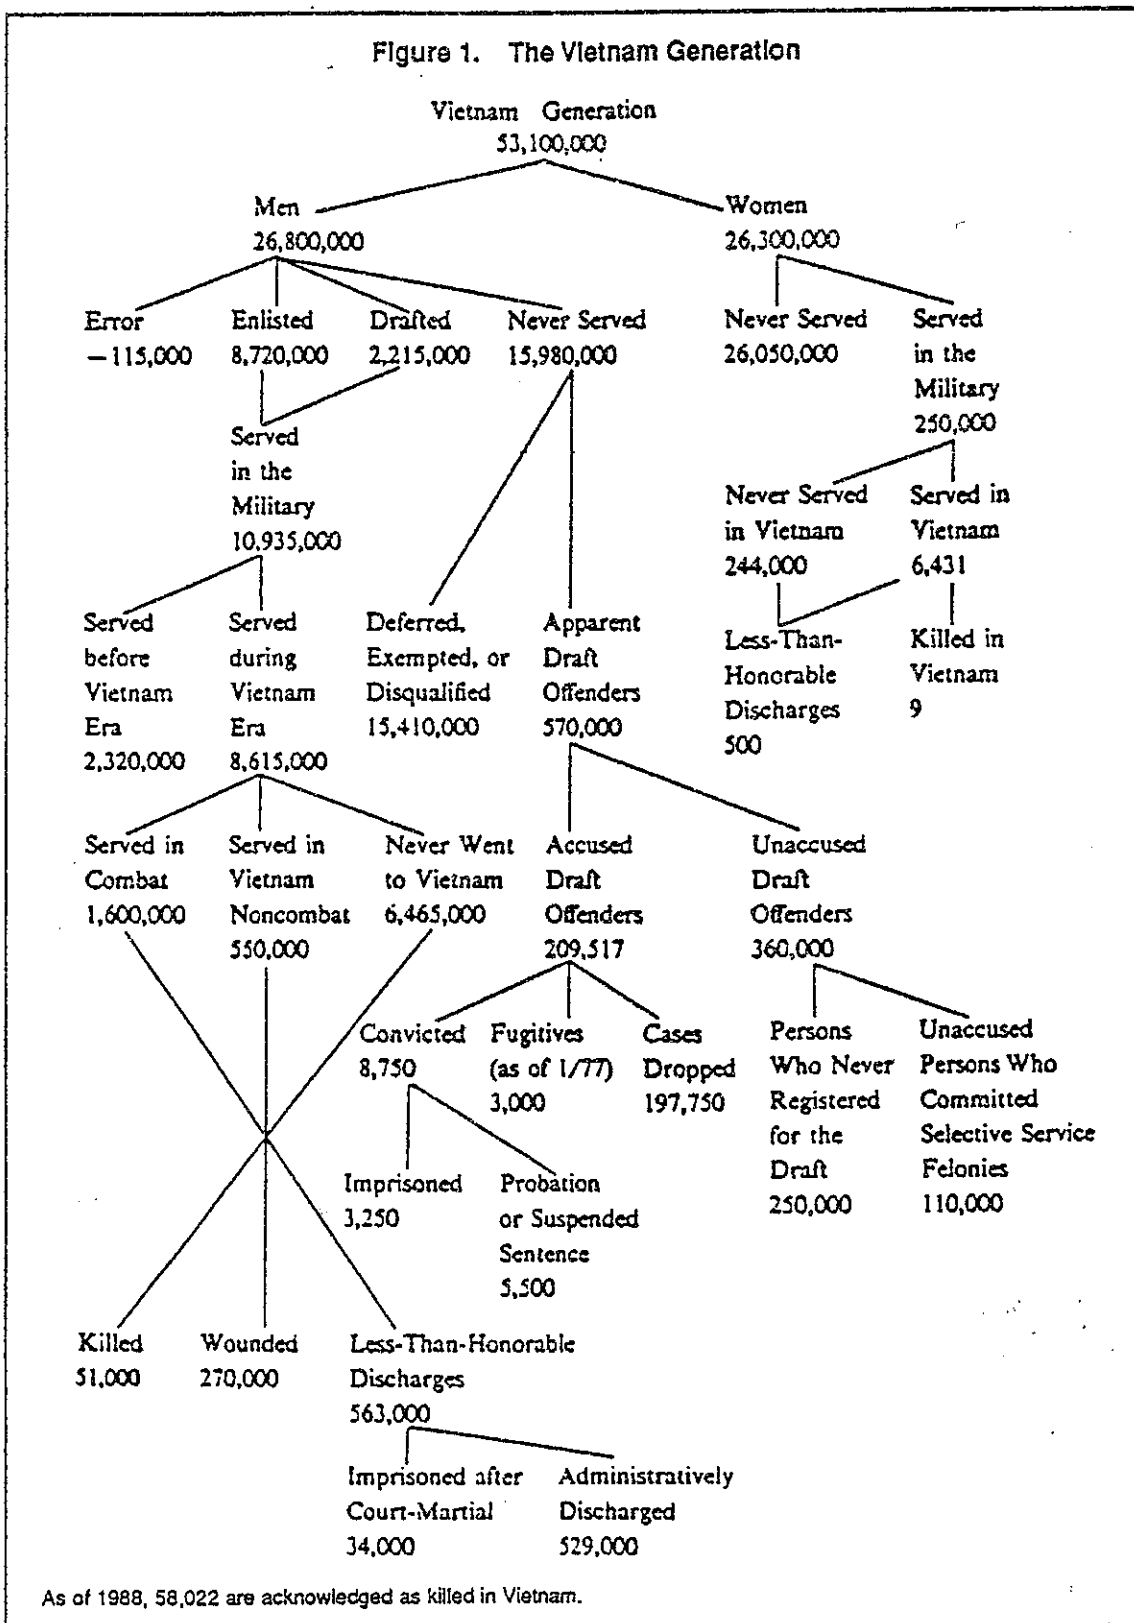 Figure 1. The Vietnam Generation
Vietnam Generation
53,100,000
Men
26,800,000
Women
26,300,000
Error
−115,000
Enlisted
8,720,000
Drafted
2,215,000
Never Served
15,980,000
Never Served
26,050,000
Served
in the
Military
250,000
Served
in the
Military
10,935,000
Never Served
in Vietnam
244,000
Served in
Vietnam
6,431
Served
before
Vietnam
Era
2,320,000
Served
during
Vietnam
Era
8,615,000
Deferred,
Exempted, or
Disqualified
15,410,000
Apparent
Draft
Offenders
570,000
Less-Than-
Honorable
Discharges
500
Killed in
Vietnam
9
Served in
Combat
1,600,000
Served in
Vietnam
Noncombat
550,000
Never Went
to Vietnam
6,465,000
Accused
Draft
Offenders
209,517
Unaccused
Draft
Offenders
360,000
Convicted
8,750
Fugitives
(as of 1/77)
3,000
Cases
Dropped
197,750
Persons
Who Never
Registered
for the
Draft
250,000
Unaccused
Persons Who
Committed
Selective Service
Felonies
110,000
Imprisoned
3,250
Probation
or Suspended
Sentence
5,500
Killed
51,000
Wounded
270,000
Less-Than-Honorable
Discharges
563,000
Imprisoned after
Court-Martial
34,000
Administratively
Discharged
529,000
As of 1988, 58,022 are acknowledged as killed in Vietnam.